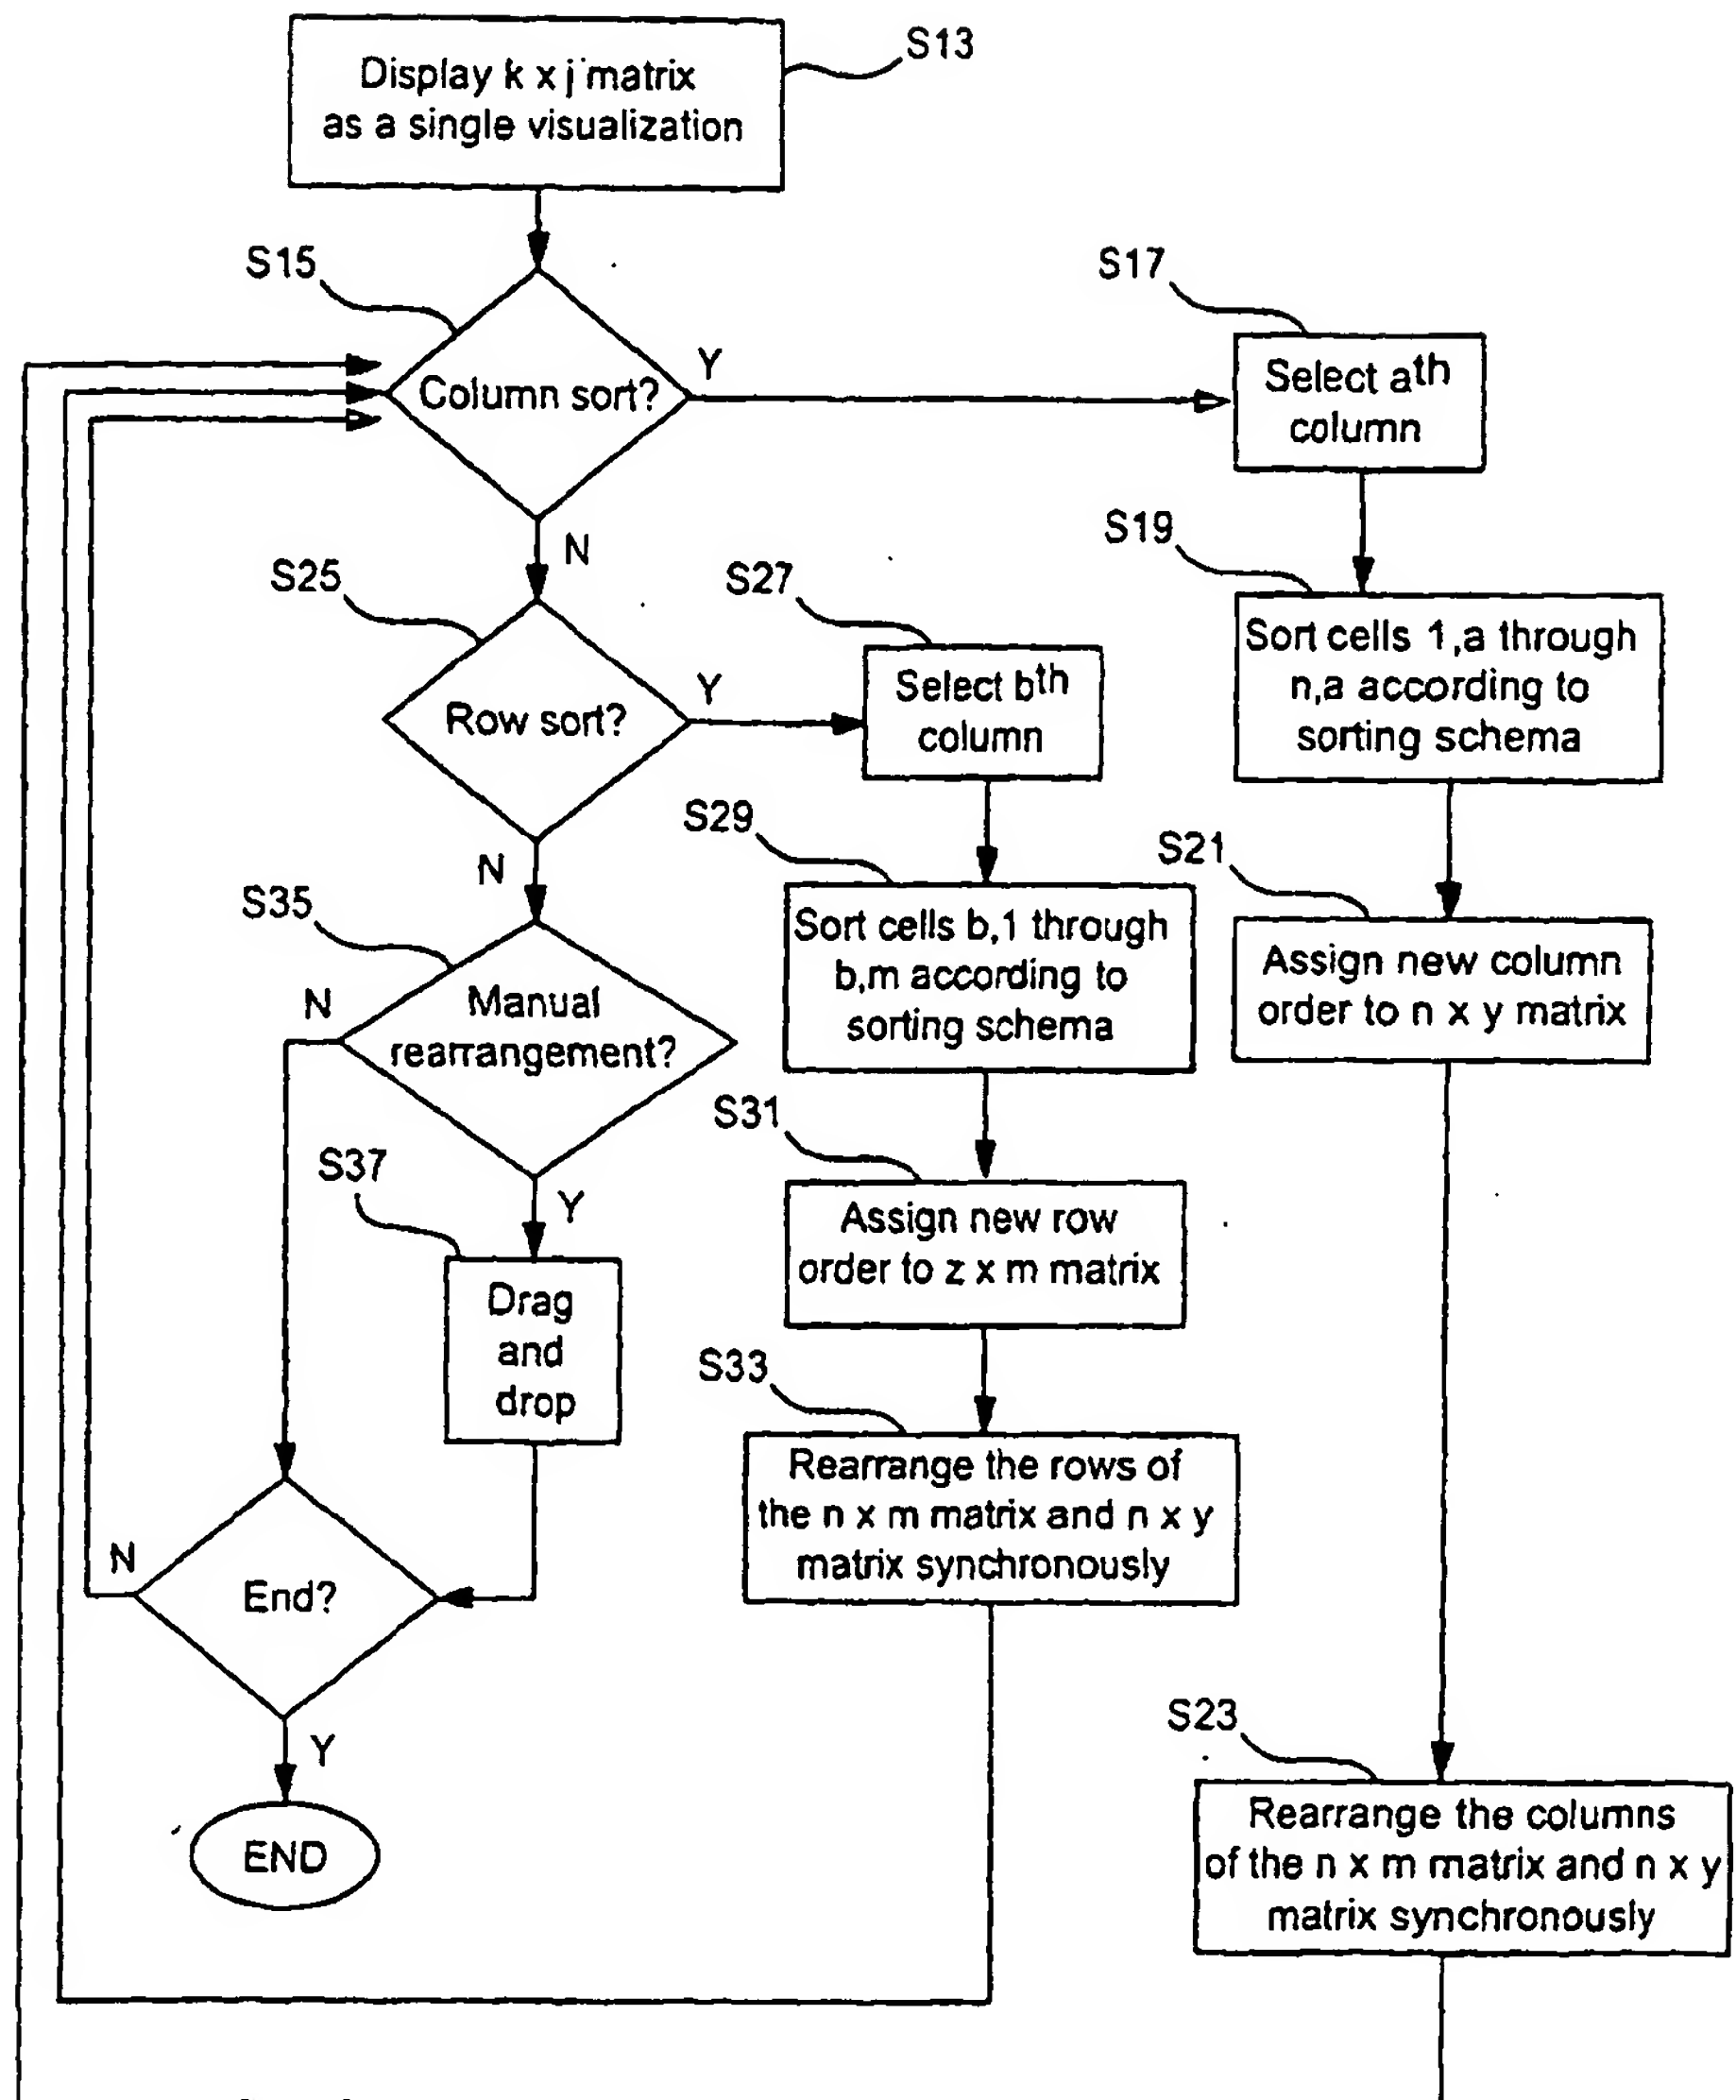 Display k x j matrix
as a single visualization
S13
S15
Column sort?
Y
N
S17
Select ath
column
S19
Sort cells 1,a through
n,a according to
sorting schema
S21
Assign new column
order to n x y matrix
S23
Rearrange the columns
of the n x m matrix and n x y
matrix synchronously
S25
Row sort?
Y
N
S27
Select bth
column
S29
Sort cells b,1 through
b,m according to
sorting schema
S31
Assign new row
order to z x m matrix
S33
Rearrange the rows of
the n x m matrix and n x y
matrix synchronously
S35
Manual
rearrangement?
N
Y
S37
Drag
and
drop
End?
N
Y
END